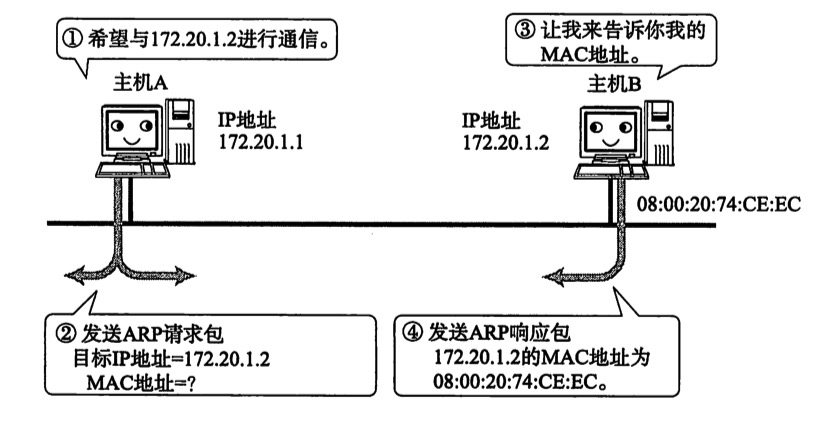 ① 希望与172.20.1.2进行通信。
③ 让我来告诉你我的
MAC地址。
主机A
主机B
IP地址
172.20.1.1
IP地址
172.20.1.2
08:00:20:74:CE:EC
② 发送ARP请求包
目标IP地址=172.20.1.2
MAC地址=?
④ 发送ARP响应包
172.20.1.2的MAC地址为
08:00:20:74:CE:EC。